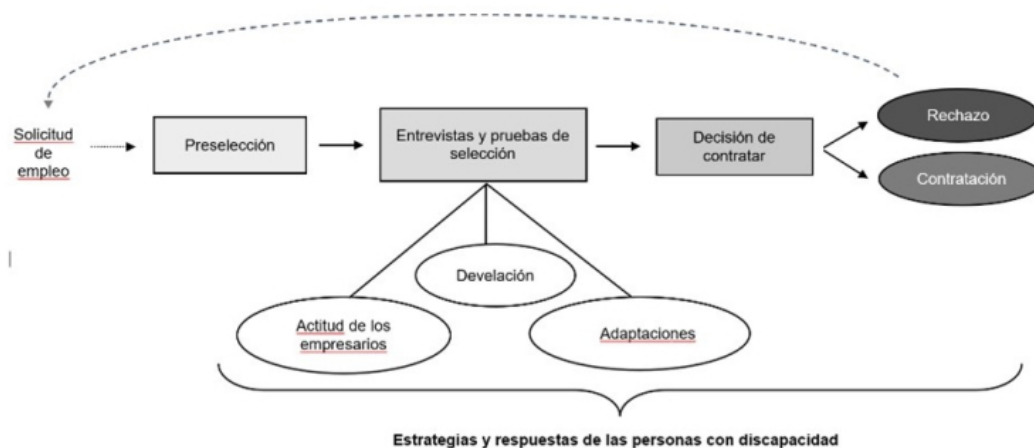 Solicitud
de
empleo
Preselección
Entrevistas y pruebas de
selección
Decisión de
contratar
Rechazo
Contratación
Develación
Actitud de los
empresarios
Adaptaciones
Estrategias y respuestas de las personas con discapacidad